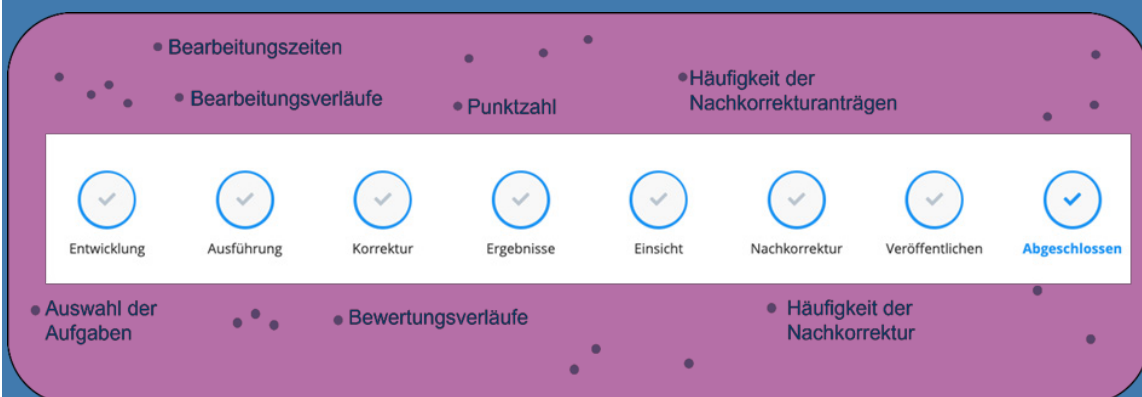 Bearbeitungszeiten
Bearbeitungsverläufe
Punktzahl
Häufigkeit der
Nachkorrekturanträgen
Entwicklung
Ausführung
Korrektur
Ergebnisse
Einsicht
Nachkorrektur
Veröffentlichen
Abgeschlossen
Auswahl der
Aufgaben
Bewertungsverläufe
Häufigkeit der
Nachkorrektur